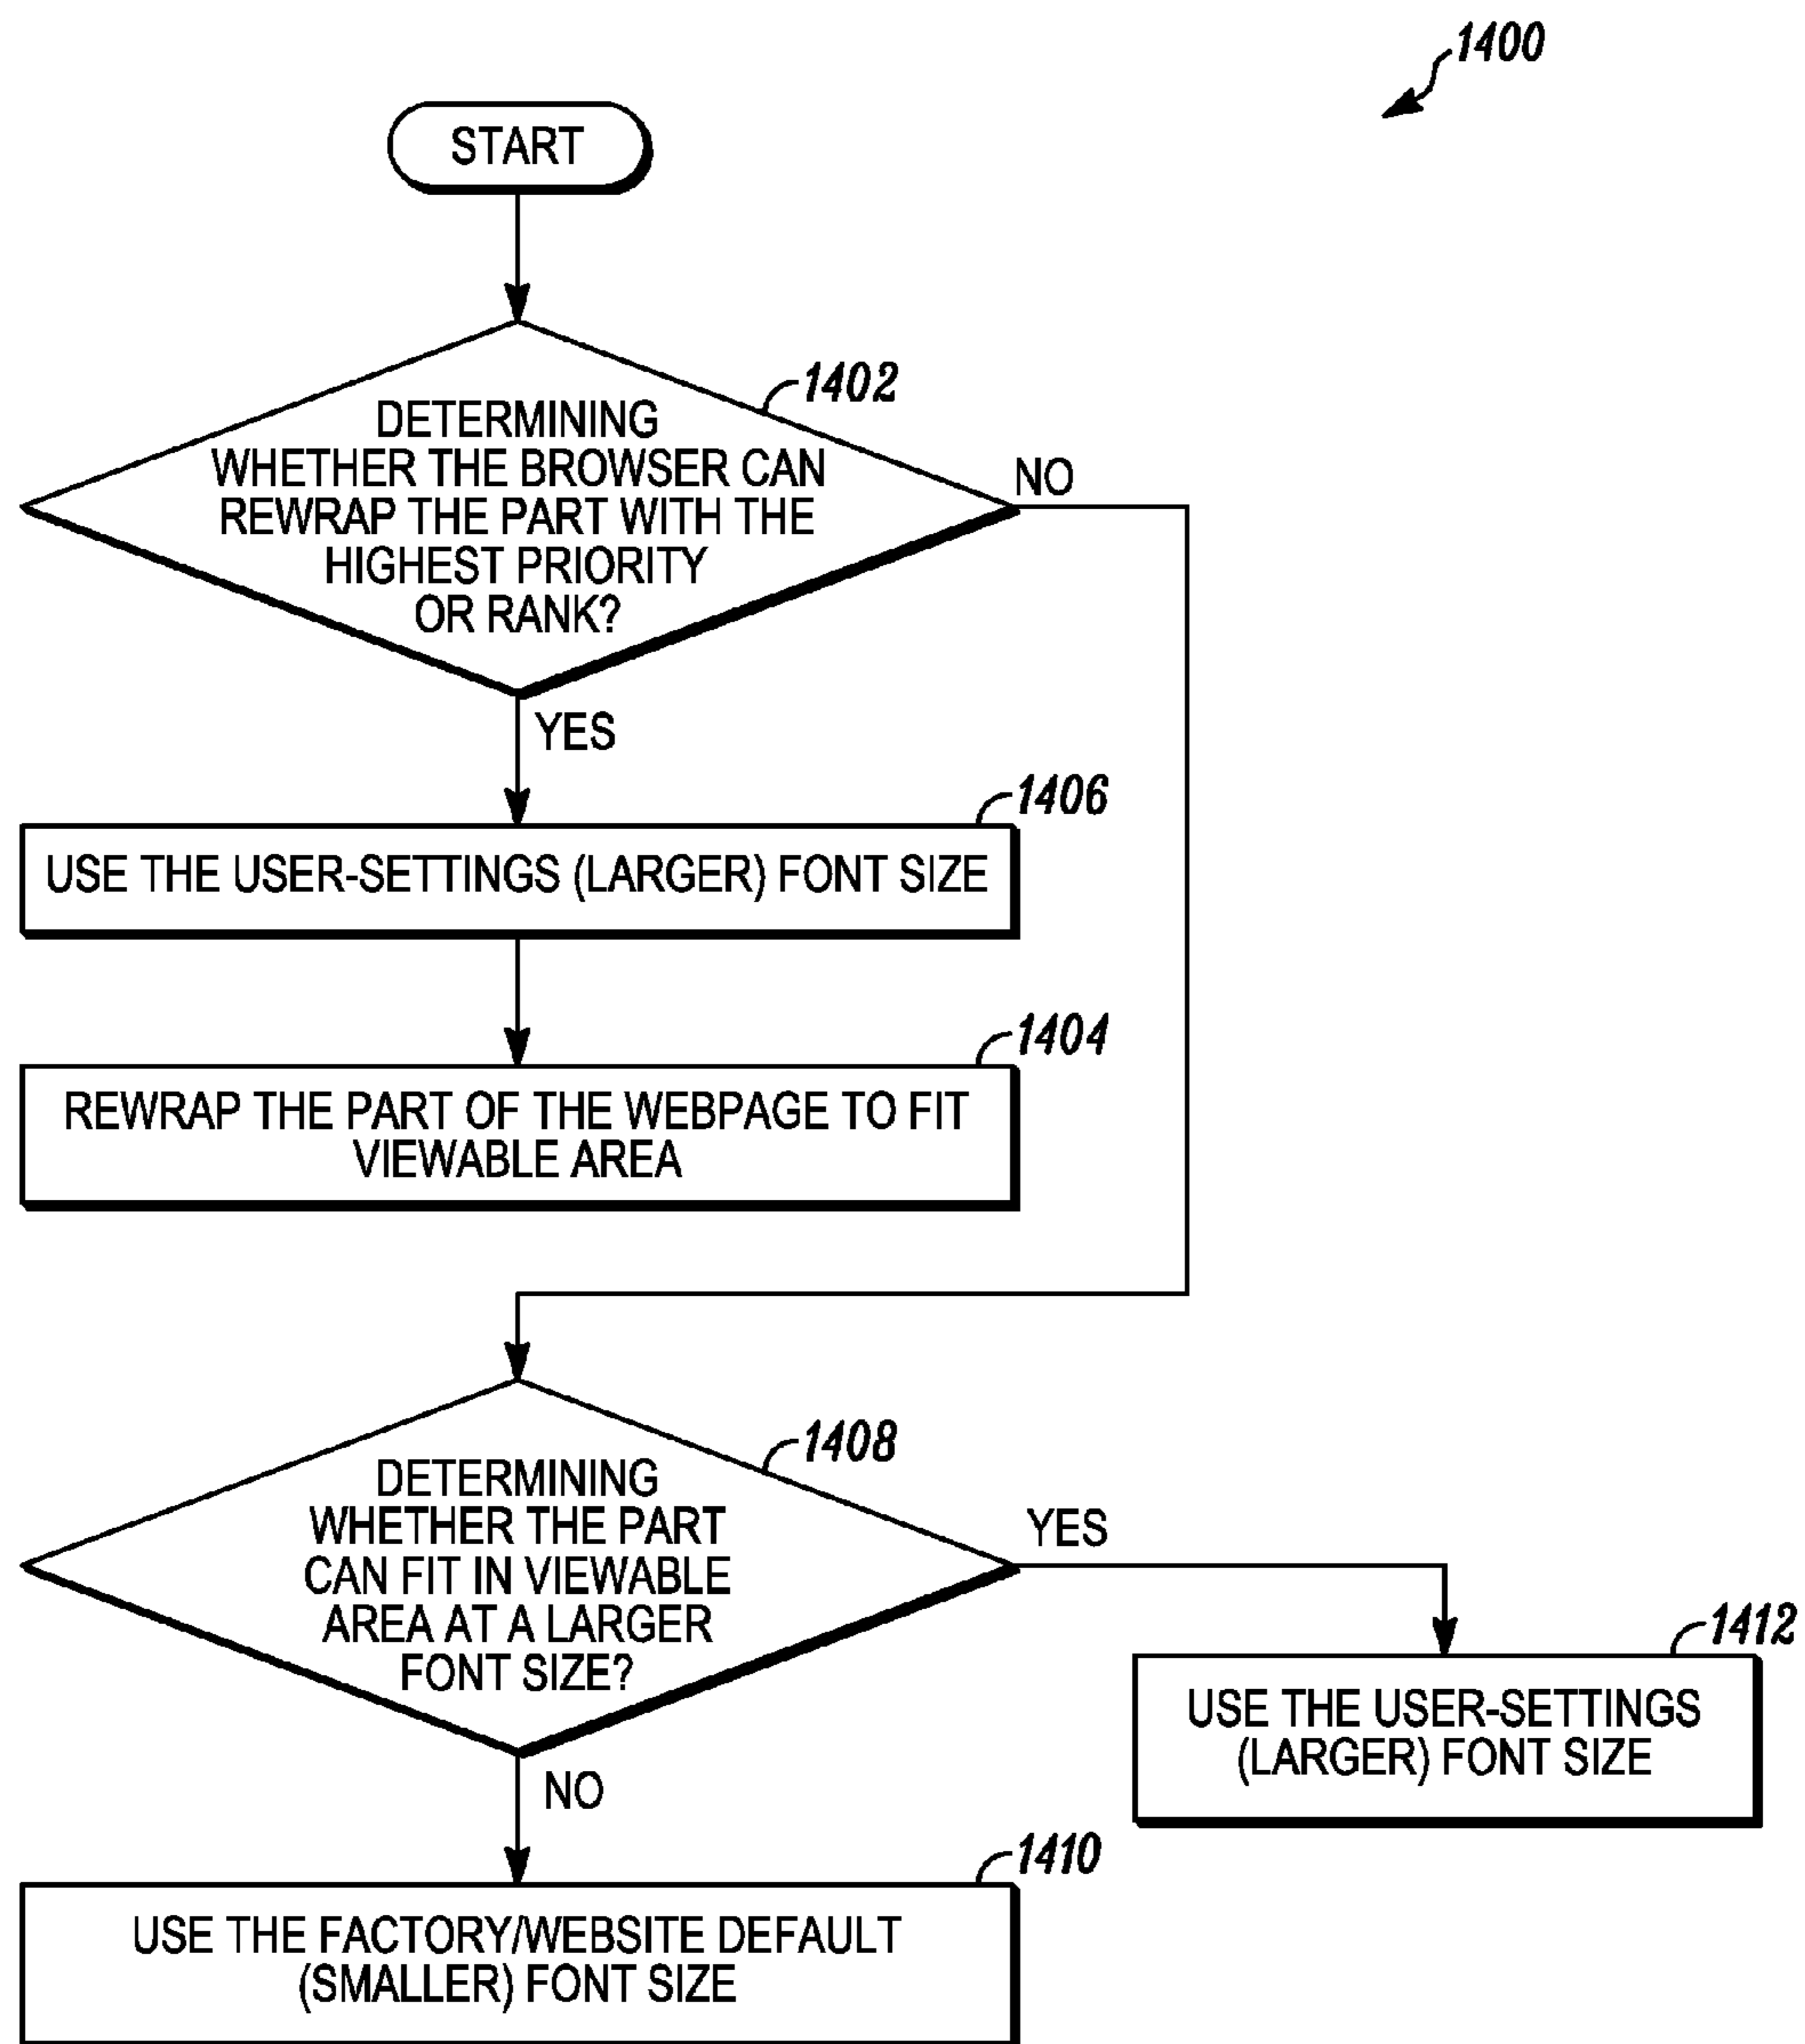 1400
START
1402
DETERMINING
WHETHER THE BROWSER CAN
REWRAP THE PART WITH THE
HIGHEST PRIORITY
OR RANK?
NO
YES
1406
USE THE USER-SETTINGS (LARGER) FONT SIZE
1404
REWRAP THE PART OF THE WEBPAGE TO FIT
VIEWABLE AREA
1408
DETERMINING
WHETHER THE PART
CAN FIT IN VIEWABLE
AREA AT A LARGER
FONT SIZE?
YES
1412
USE THE USER-SETTINGS
(LARGER) FONT SIZE
NO
1410
USE THE FACTORY/WEBSITE DEFAULT
(SMALLER) FONT SIZE